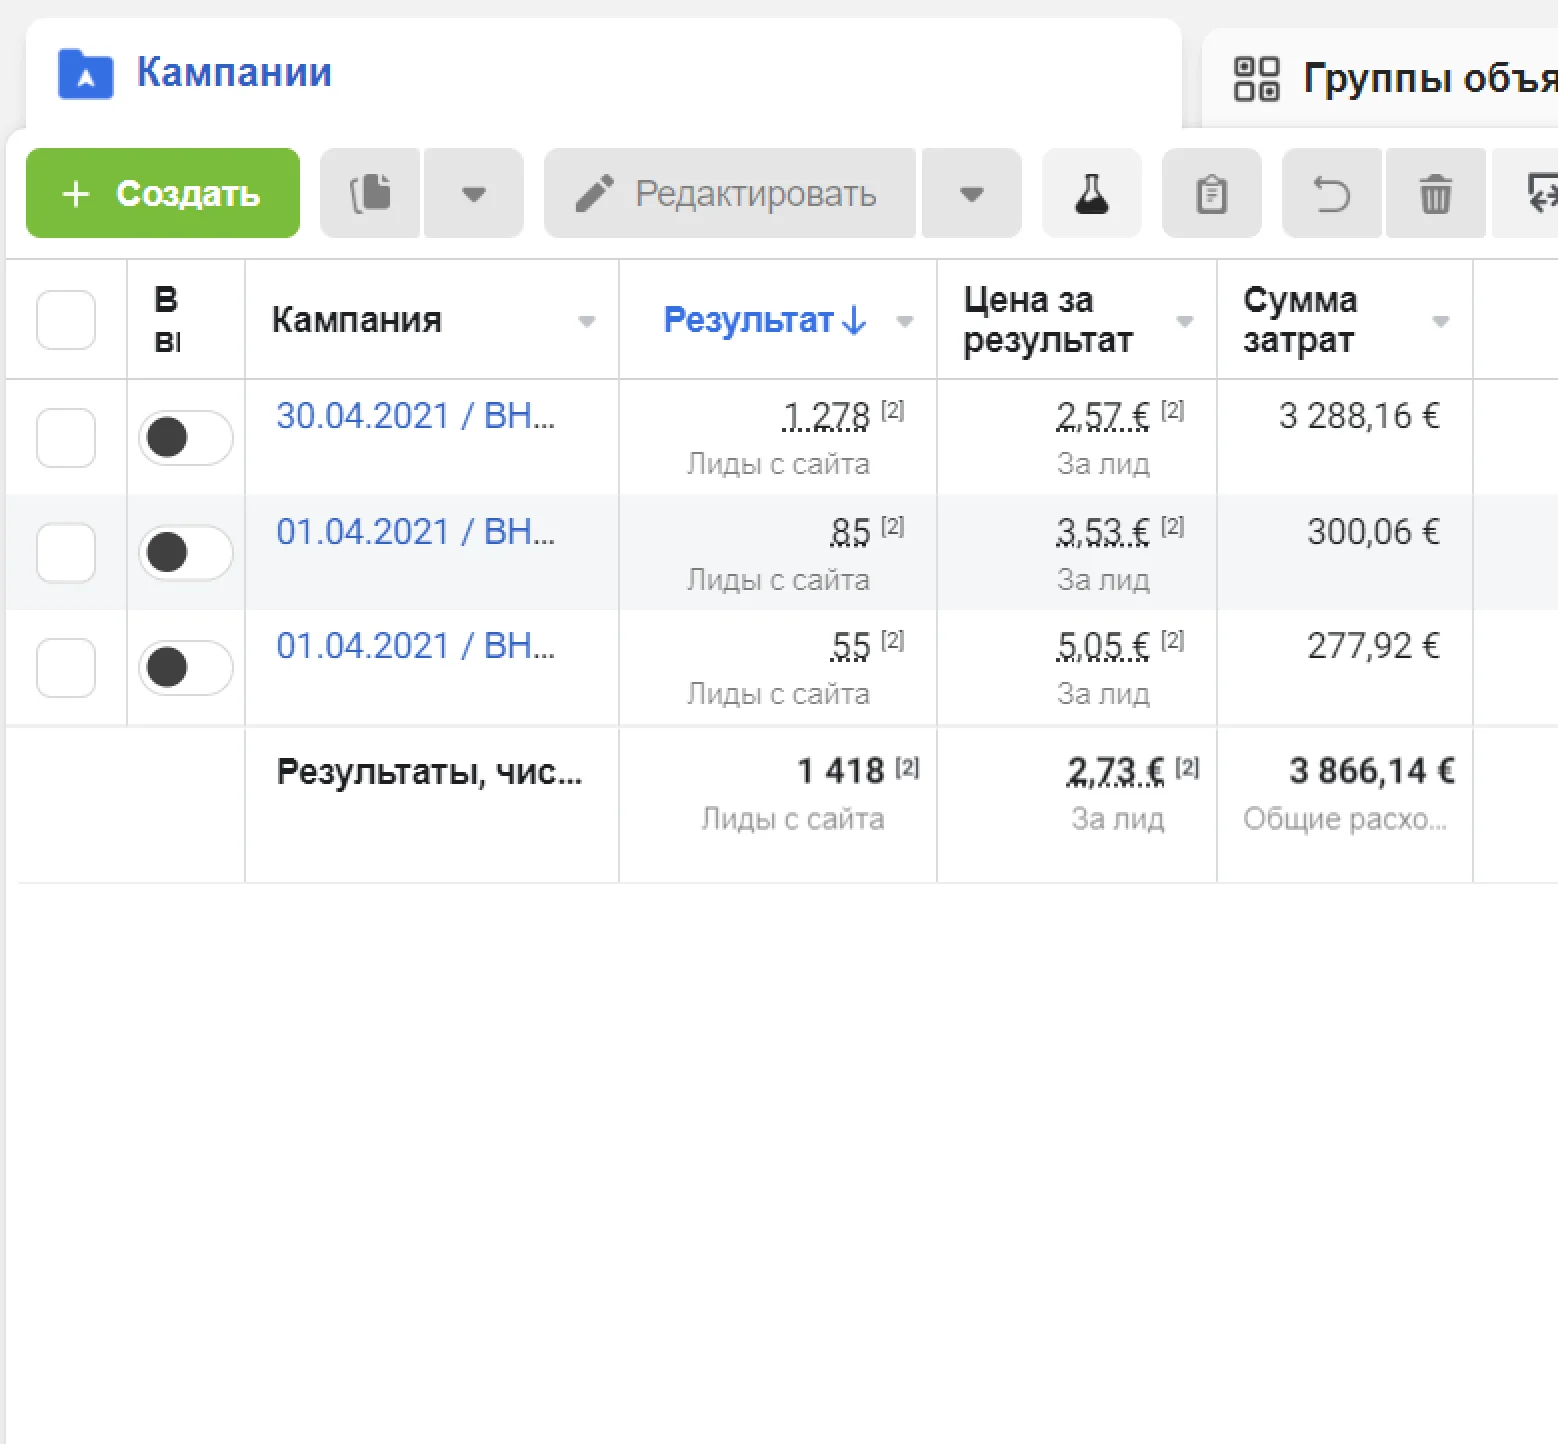 Кампании
Группы объя
+ Создать
Редактировать
В
Кампания
Результат↓
Цена за
результат
Сумма
затрат
30.04.2021 / ВН...
1.278 [2]
Лиды с сайта
2,57 € [2]
За лид
3 288,16 €
01.04.2021 / ВН...
85 [2]
Лиды с сайта
3,53 € [2]
За лид
300,06 €
01.04.2021 / ВН...
55 [2]
Лиды с сайта
5,05 € [2]
За лид
277,92 €
Результаты, чис...
1 418 [2]
Лиды с сайта
2,73 € [2]
За лид
3 866,14 €
Общие расхо...